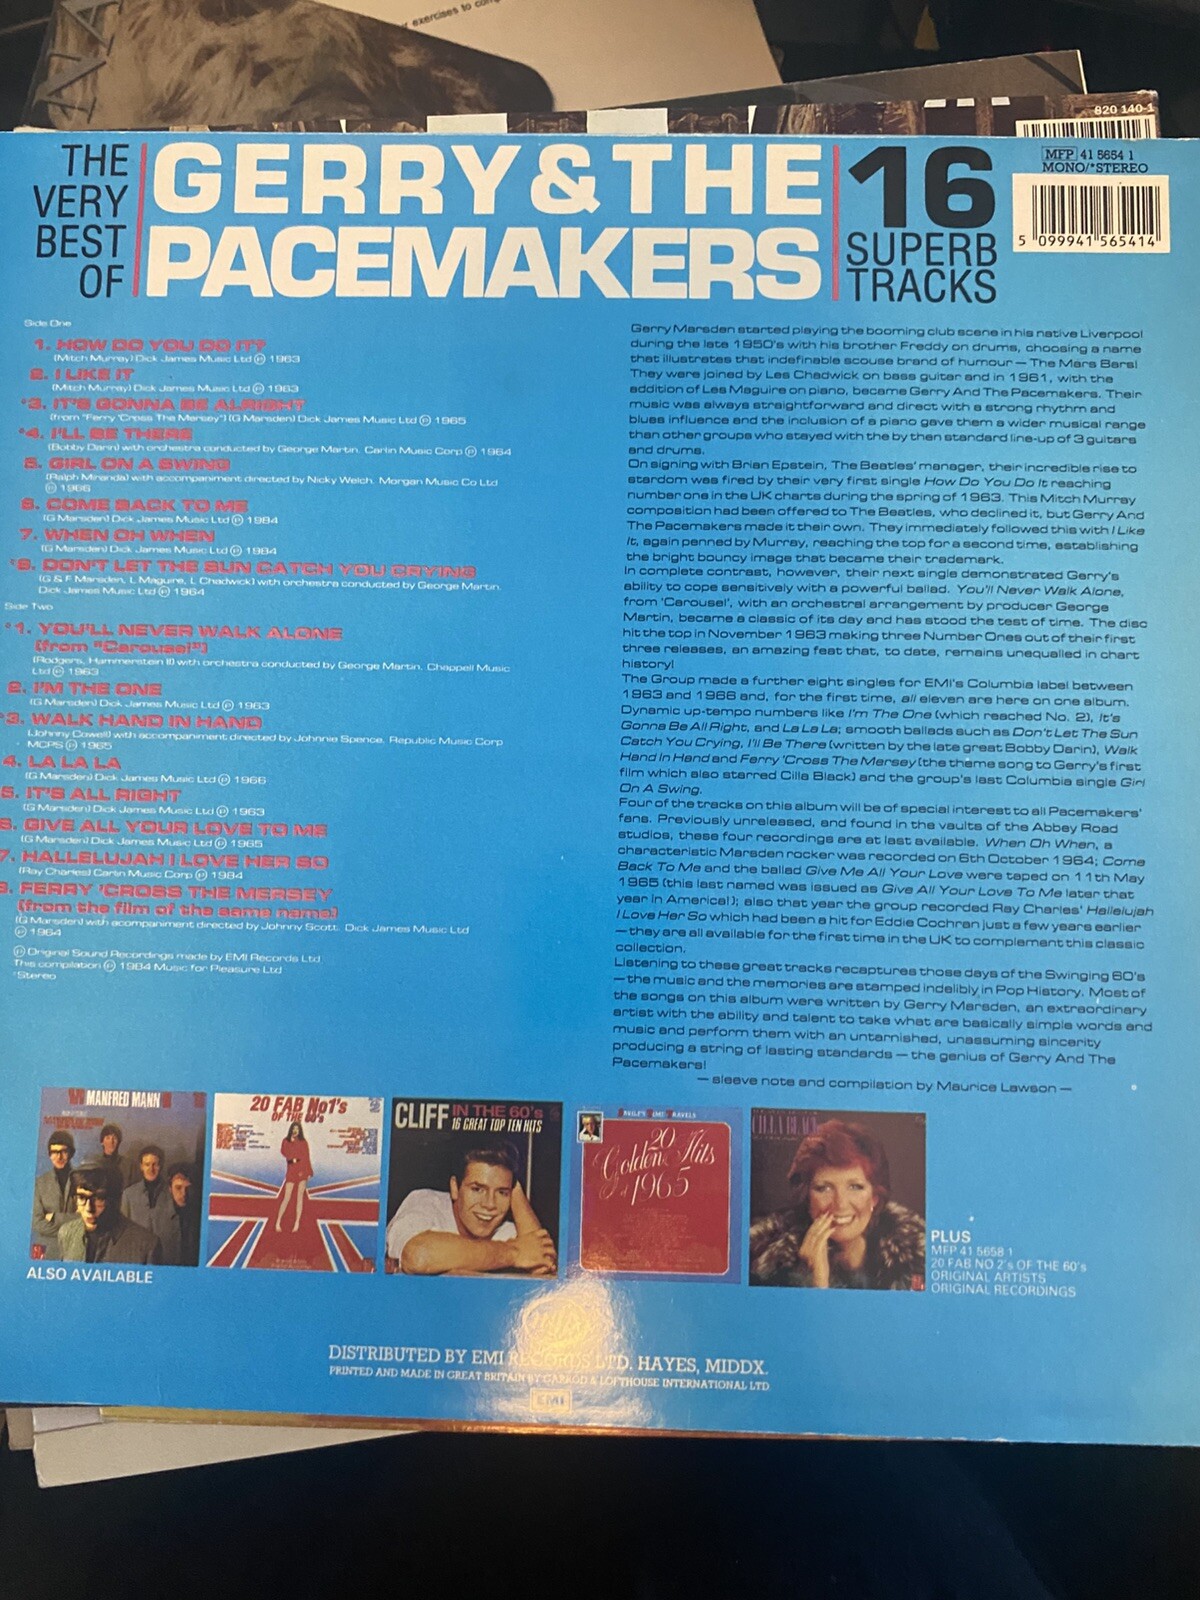 r exercises to
820 140-1
THE
VERY
BEST
OF
GERRY & THE
PACEMAKERS
16
SUPERB
TRACKS
MFP 41 5654 1
MONO/*STEREO
5 099941 565414
Side One
1. HOW DO YOU DO IT?
(Mitch Murray) Dick James Music Ltd ℗ 1963
2. I LIKE IT
(Mitch Murray) Dick James Music Ltd ℗ 1963
*3. IT'S GONNA BE ALRIGHT
(from "Ferry 'Cross The Mersey") (G Marsden) Dick James Music Ltd ℗ 1965
*4. I'LL BE THERE
(Bobby Darin) with orchestra conducted by George Martin. Carlin Music Corp ℗ 1964
5. GIRL ON A SWING
(Ralph Miranda) with accompaniment directed by Nicky Welch. Morgan Music Co Ltd
℗ 1966
6. COME BACK TO ME
(G Marsden) Dick James Music Ltd ℗ 1984
7. WHEN OH WHEN
(G Marsden) Dick James Music Ltd ℗ 1984
*8. DON'T LET THE SUN CATCH YOU CRYING
(G & F Marsden, L Maguire, L Chadwick) with orchestra conducted by George Martin.
Dick James Music Ltd ℗ 1964
Side Two
*1. YOU'LL NEVER WALK ALONE
(from "Carousel")
(Rodgers, Hammerstein II) with orchestra conducted by George Martin. Chappell Music
Ltd ℗ 1963
2. I'M THE ONE
(G Marsden) Dick James Music Ltd ℗ 1963
*3. WALK HAND IN HAND
(Johnny Cowell) with accompaniment directed by Johnnie Spence. Republic Music Corp
MCPS ℗ 1965
4. LA LA LA
(G Marsden) Dick James Music Ltd ℗ 1966
5. IT'S ALL RIGHT
(G Marsden) Dick James Music Ltd ℗ 1963
6. GIVE ALL YOUR LOVE TO ME
(G Marsden) Dick James Music Ltd ℗ 1965
7. HALLELUJAH I LOVE HER SO
(Ray Charles) Carlin Music Corp ℗ 1984
8. FERRY 'CROSS THE MERSEY
(from the film of the same name)
(G Marsden) with acompaniment directed by Johnny Scott. Dick James Music Ltd
℗ 1964
℗ Original Sound Recordings made by EMI Records Ltd
This compilation ℗ 1984 Music for Pleasure Ltd
*Stereo
Gerry Marsden started playing the booming club scene in his native Liverpool
during the late 1950's with his brother Freddy on drums, choosing a name
that illustrates that indefinable scouse brand of humour — The Mars Bars!
They were joined by Les Chadwick on bass guitar and in 1961, with the
addition of Les Maguire on piano, became Gerry And The Pacemakers. Their
music was always straightforward and direct with a strong rhythm and
blues influence and the inclusion of a piano gave them a wider musical range
than other groups who stayed with the by then standard line-up of 3 guitars
and drums.
On signing with Brian Epstein, The Beatles' manager, their incredible rise to
stardom was fired by their very first single How Do You Do It reaching
number one in the UK charts during the spring of 1963. This Mitch Murray
composition had been offered to The Beatles, who declined it, but Gerry And
The Pacemakers made it their own. They immediately followed this with I Like
It, again penned by Murray, reaching the top for a second time, establishing
the bright bouncy image that became their trademark.
In complete contrast, however, their next single demonstrated Gerry's
ability to cope sensitively with a powerful ballad. You'll Never Walk Alone,
from 'Carousel', with an orchestral arrangement by producer George
Martin, became a classic of its day and has stood the test of time. The disc
hit the top in November 1963 making three Number Ones out of their first
three releases, an amazing feat that, to date, remains unequalled in chart
history!
The Group made a further eight singles for EMI's Columbia label between
1963 and 1966 and, for the first time, all eleven are here on one album.
Dynamic up-tempo numbers like I'm The One (which reached No. 2), It's
Gonna Be All Right, and La La La; smooth ballads such as Don't Let The Sun
Catch You Crying, I'll Be There (written by the late great Bobby Darin), Walk
Hand In Hand and Ferry 'Cross The Mersey (the theme song to Gerry's first
film which also starred Cilla Black) and the group's last Columbia single Girl
On A Swing.
Four of the tracks on this album will be of special interest to all Pacemakers'
fans. Previously unreleased, and found in the vaults of the Abbey Road
studios, these four recordings are at last available. When Oh When, a
characteristic Marsden rocker was recorded on 6th October 1964; Come
Back To Me and the ballad Give Me All Your Love were taped on 11th May
1965 (this last named was issued as Give All Your Love To Me later that
year in America!); also that year the group recorded Ray Charles' Hallelujah
I Love Her So which had been a hit for Eddie Cochran just a few years earlier
— they are all available for the first time in the UK to complement this classic
collection.
Listening to these great tracks recaptures those days of the Swinging 60's
— the music and the memories are stamped indelibly in Pop History. Most of
the songs on this album were written by Gerry Marsden, an extraordinary
artist with the ability and talent to take what are basically simple words and
music and perform them with an untarnished, unassuming sincerity
producing a string of lasting standards — the genius of Gerry And The
Pacemakers!
— sleeve note and compilation by Maurice Lawson —
MANFRED MANN
20 FAB No1's
OF THE 60's
CLIFF IN THE 60's
16 GREAT TOP TEN HITS
20
Golden Hits
of 1965
CILLA BLACK
ALSO AVAILABLE
PLUS
MFP 41 5658 1
20 FAB NO 2's OF THE 60's
ORIGINAL ARTISTS
ORIGINAL RECORDINGS
DISTRIBUTED BY EMI RECORDS LTD. HAYES, MIDDX.
PRINTED AND MADE IN GREAT BRITAIN BY GARROD & LOFTHOUSE INTERNATIONAL LTD
EMI